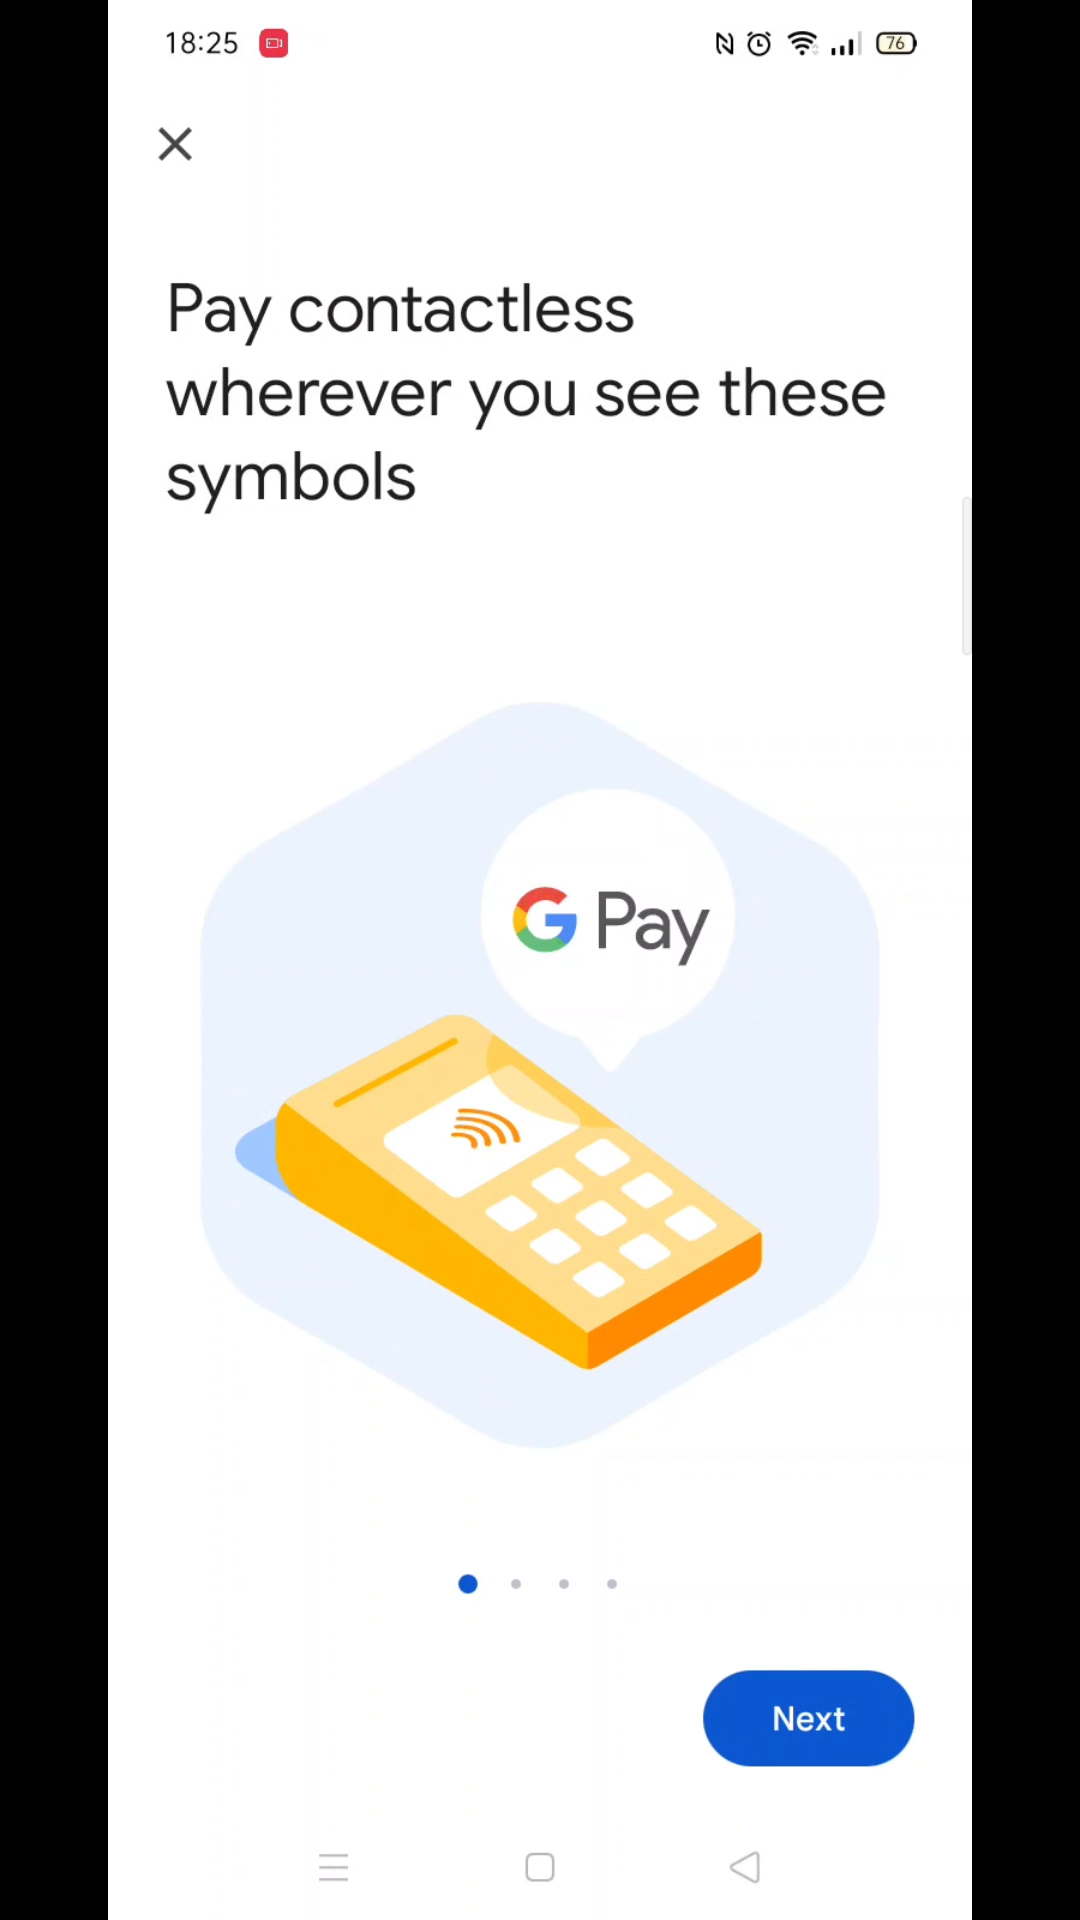 18:25
76
Pay contactless
wherever you see these
symbols
G Pay
Next